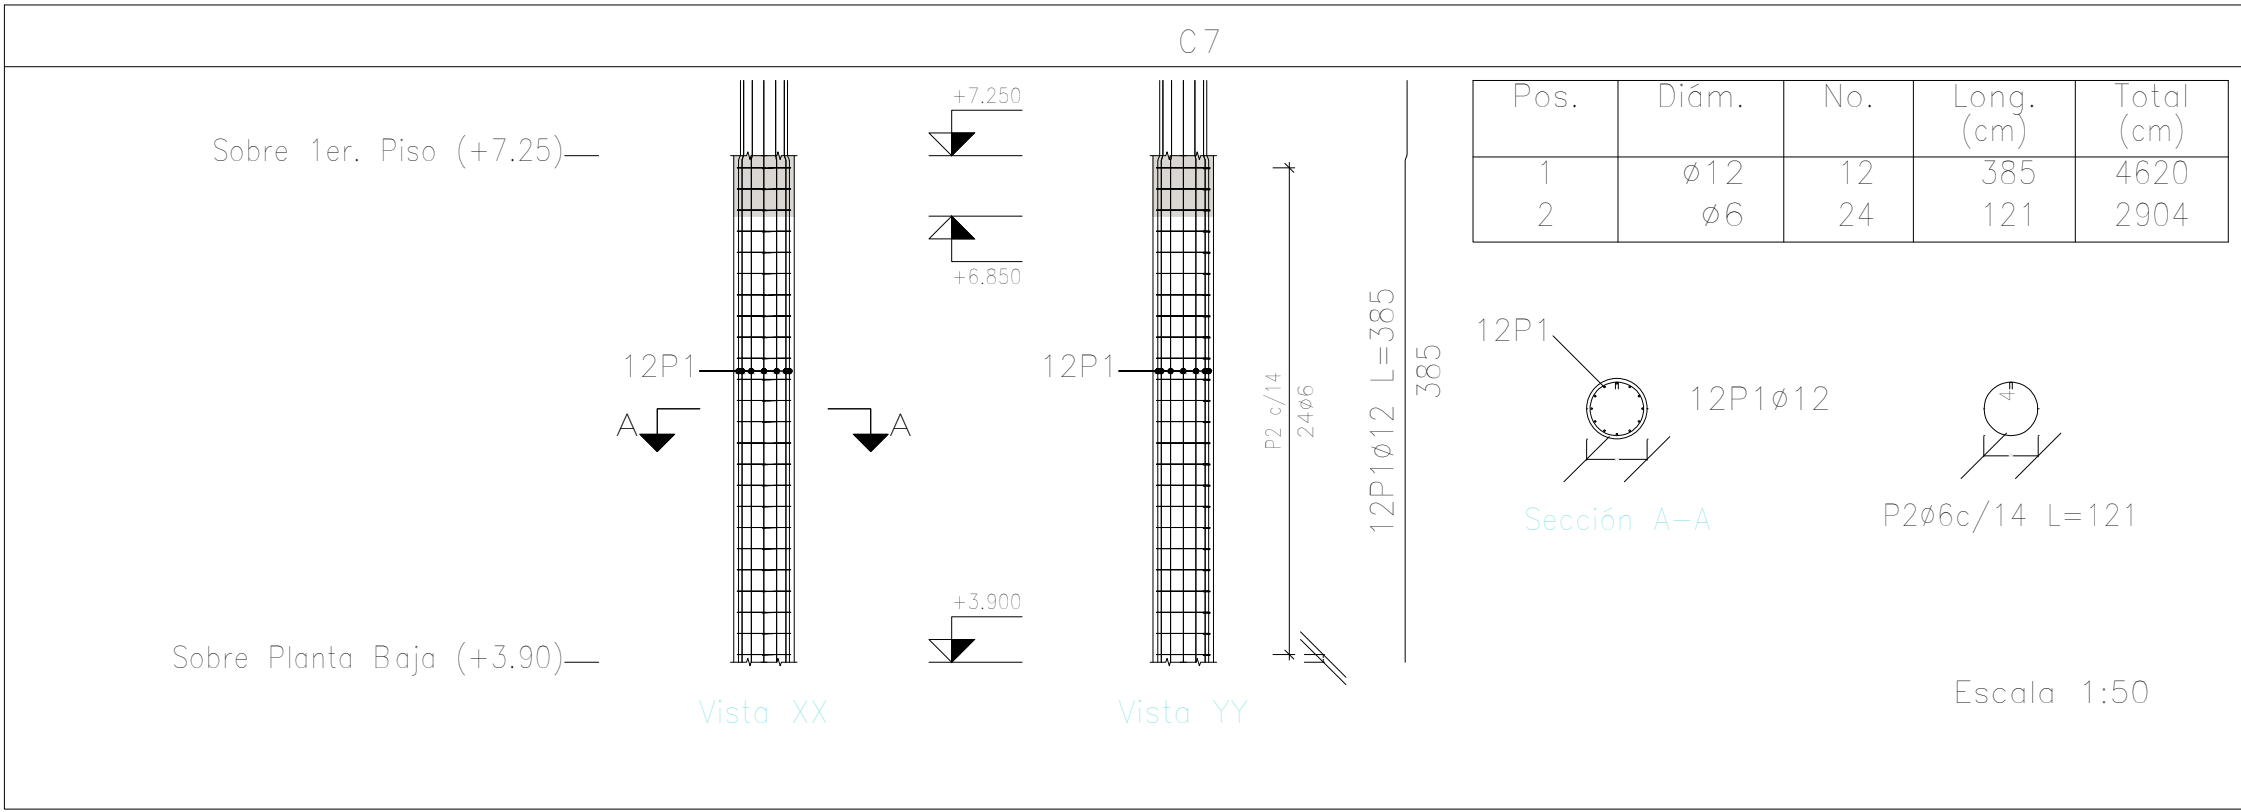 C7
Sobre 1er. Piso (+7.25)
+7.250
+6.850
12P1
12P1
A
A
P2 c/14
24ø6
12P1ø12 L=385
385
+3.900
Sobre Planta Baja (+3.90)
Vista XX
Vista YY
Pos. Diám. No. Long. (cm) Total (cm)
1 ø12 12 385 4620
2 ø6 24 121 2904
12P1
12P1ø12
4
Sección A-A
P2ø6c/14 L=121
Escala 1:50